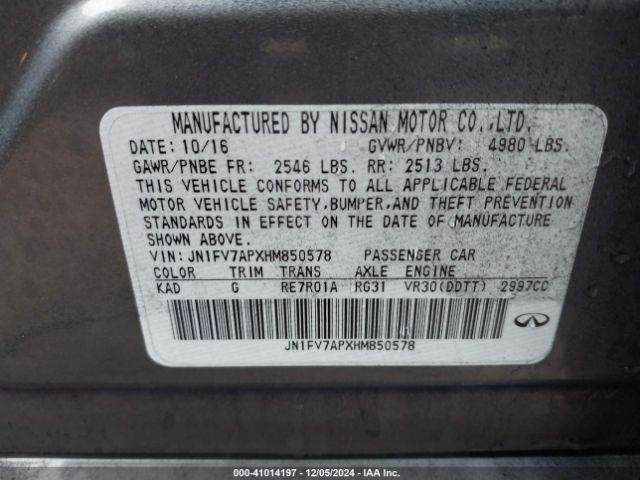 MANUFACTURED BY NISSAN MOTOR CO.,LTD.
DATE: 10/16 GVWR/PNBV: 4980 LBS.
GAWR/PNBE FR: 2546 LBS. RR: 2513 LBS.
THIS VEHICLE CONFORMS TO ALL APPLICABLE FEDERAL
MOTOR VEHICLE SAFETY,BUMPER,AND THEFT PREVENTION
STANDARDS IN EFFECT ON THE DATE OF MANUFACTURE
SHOWN ABOVE.
VIN: JN1FV7APXHM850578 PASSENGER CAR
COLOR TRIM TRANS AXLE ENGINE
KAD G RE7R01A RG31 VR30(DDTT) 2997CC
JN1FV7APXHM850578
000-41014197 - 12/05/2024 - IAA Inc.